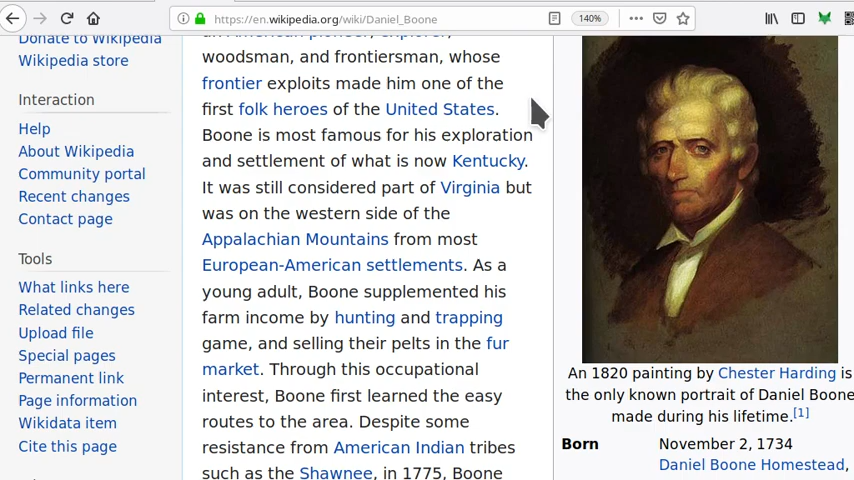 https://en.wikipedia.org/wiki/Daniel_Boone
140%
Donate to Wikipedia
Wikipedia store
Interaction
Help
About Wikipedia
Community portal
Recent changes
Contact page
Tools
What links here
Related changes
Upload file
Special pages
Permanent link
Page information
Wikidata item
Cite this page
an American pioneer, explorer,
woodsman, and frontiersman, whose
frontier exploits made him one of the
first folk heroes of the United States.
Boone is most famous for his exploration
and settlement of what is now Kentucky.
It was still considered part of Virginia but
was on the western side of the
Appalachian Mountains from most
European-American settlements. As a
young adult, Boone supplemented his
farm income by hunting and trapping
game, and selling their pelts in the fur
market. Through this occupational
interest, Boone first learned the easy
routes to the area. Despite some
resistance from American Indian tribes
such as the Shawnee, in 1775, Boone
An 1820 painting by Chester Harding is
the only known portrait of Daniel Boone
made during his lifetime.[1]
Born November 2, 1734
Daniel Boone Homestead,